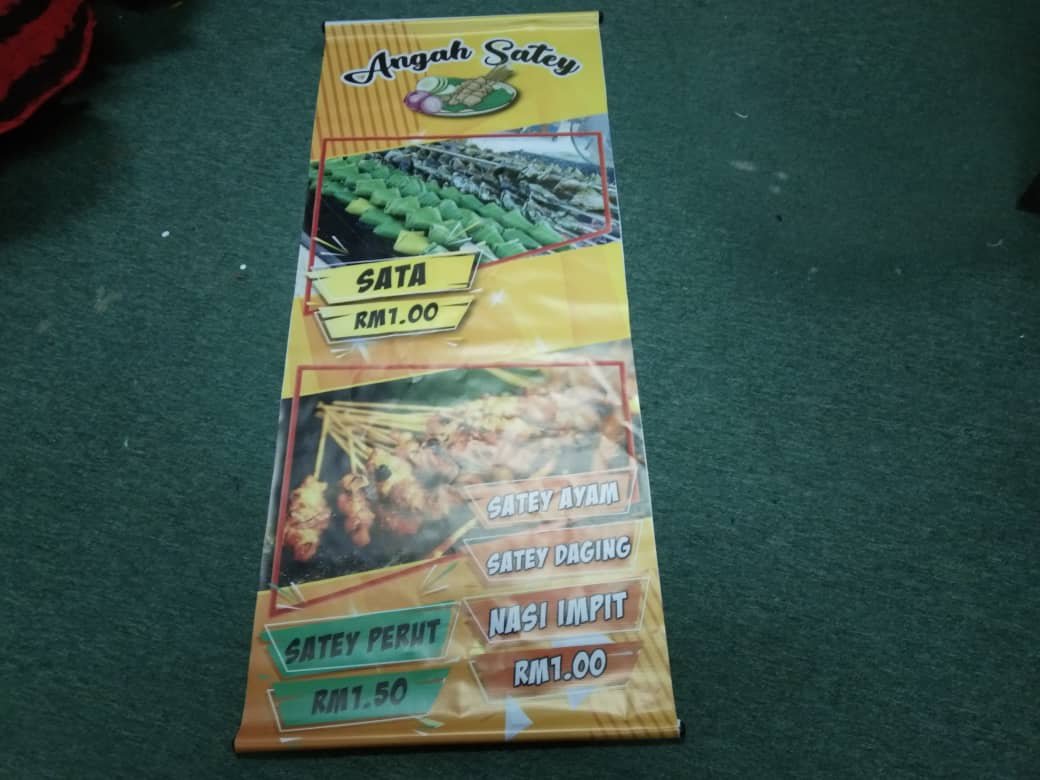 Angah Satey
SATA
RM1.00
SATEY AYAM
SATEY DAGING
NASI IMPIT
RM1.00
SATEY PERUT
RM1.50